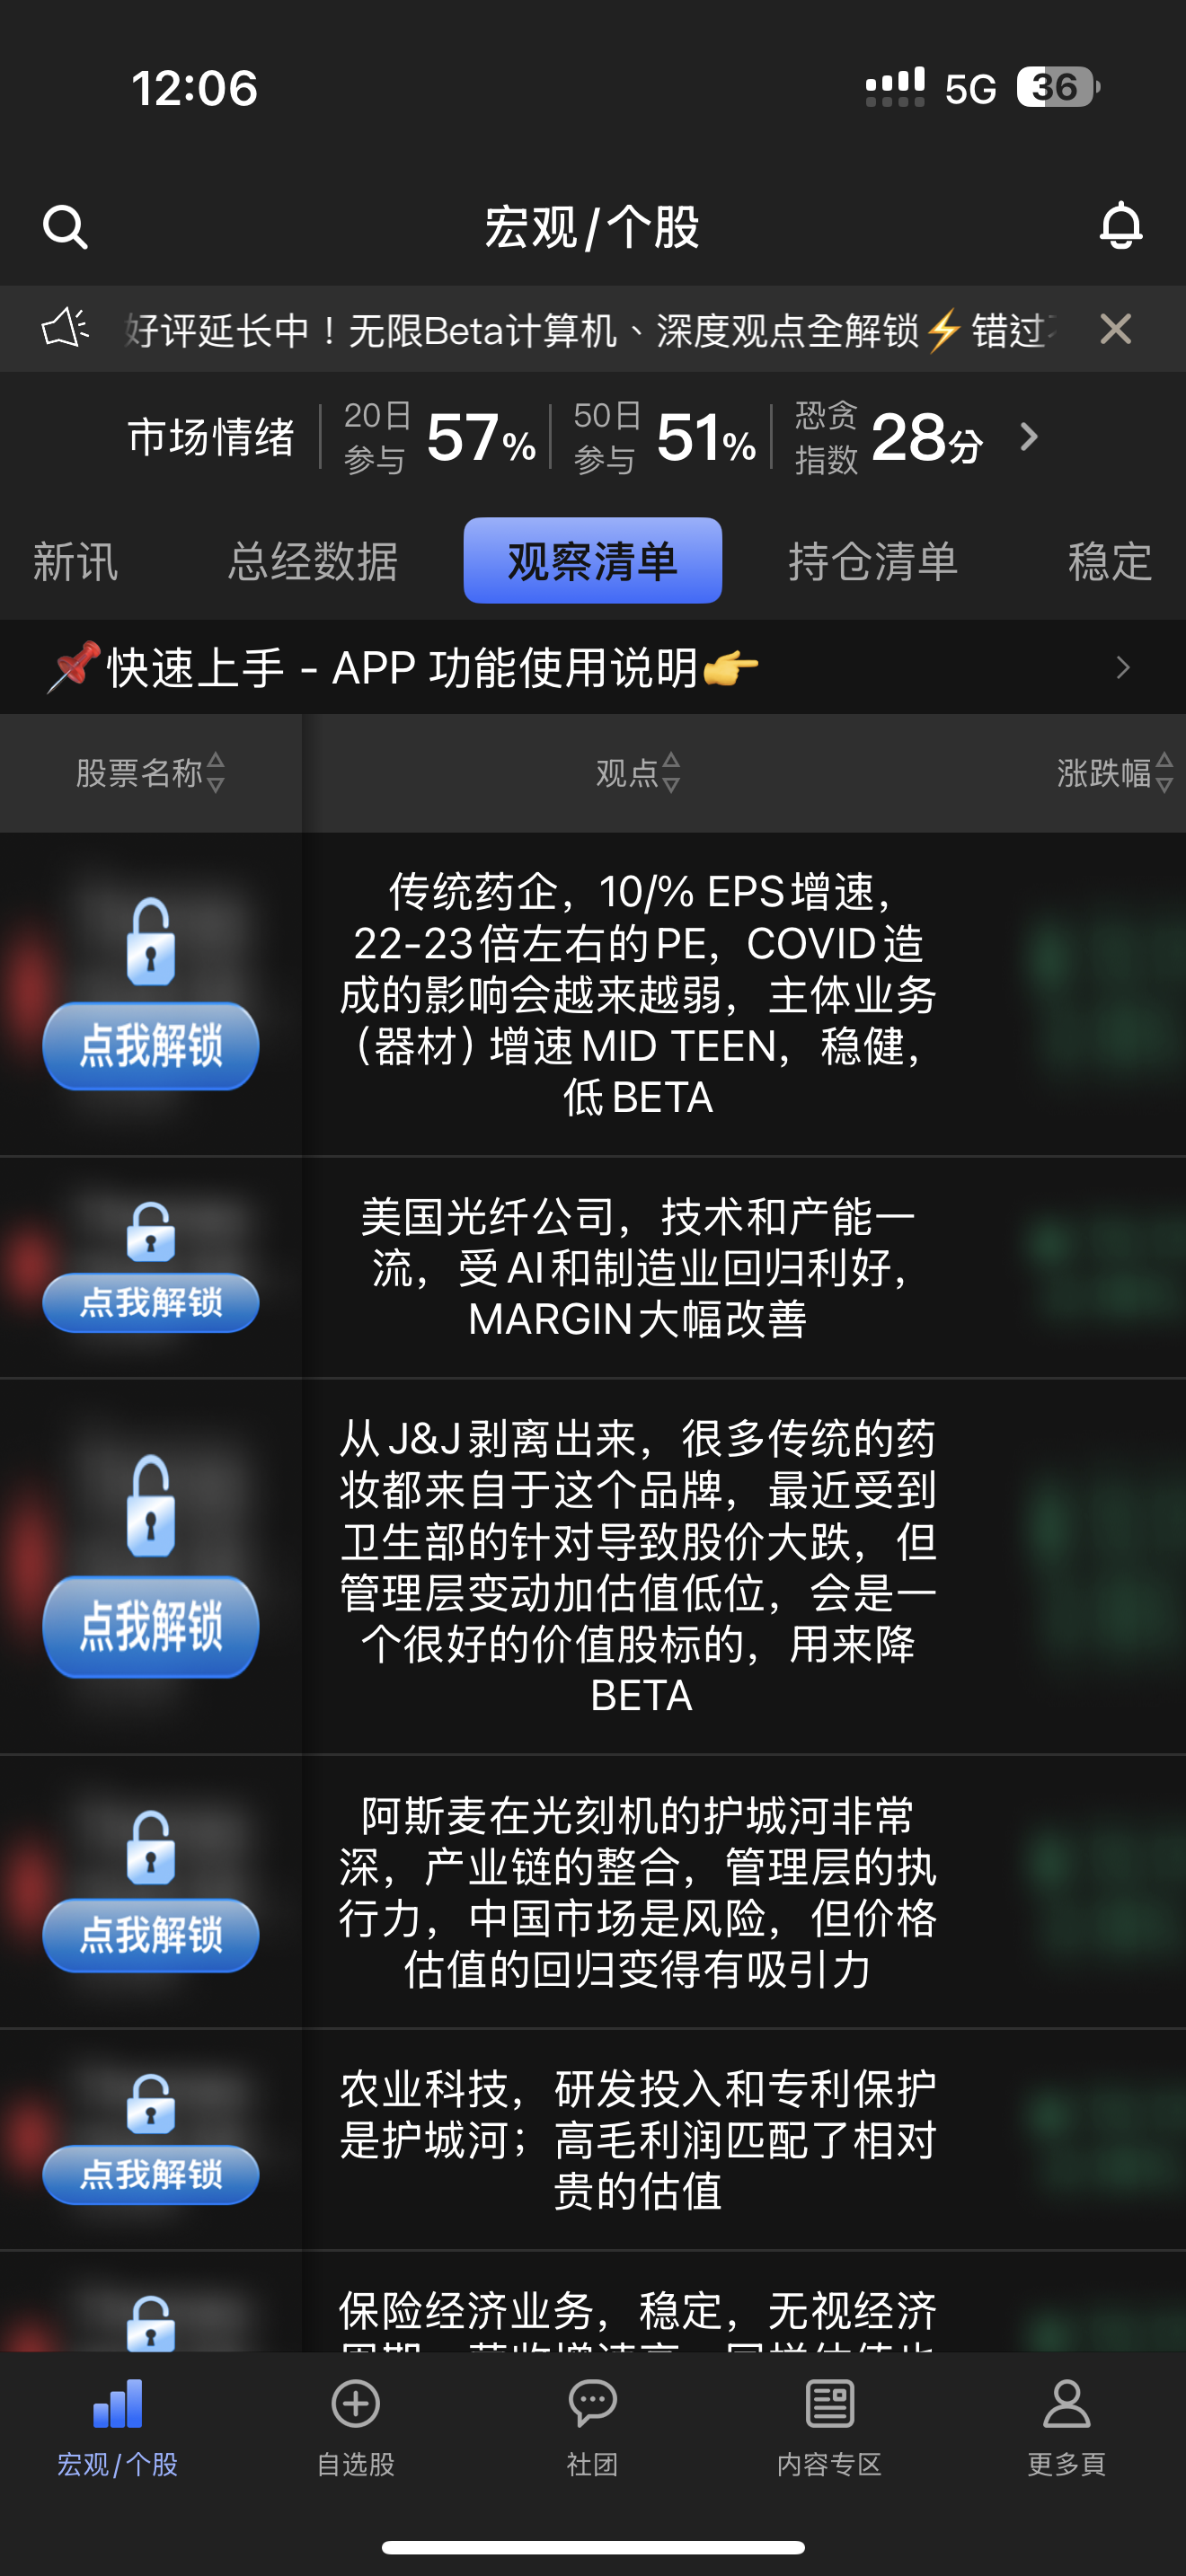 12:06
5G 36
宏观/个股
好评延长中！无限Beta计算机、深度观点全解锁⚡错过
市场情绪 20日参与 57% 50日参与 51% 恐贪指数 28分
新讯 总经数据 观察清单 持仓清单 稳定
📌快速上手 - APP 功能使用说明👉
股票名称 观点 涨跌幅
传统药企，10/% EPS增速，
22-23倍左右的PE，COVID造
成的影响会越来越弱，主体业务
（器材）增速MID TEEN，稳健，
低BETA
点我解锁
美国光纤公司，技术和产能一
流，受AI和制造业回归利好，
MARGIN大幅改善
点我解锁
从J&J剥离出来，很多传统的药
妆都来自于这个品牌，最近受到
卫生部的针对导致股价大跌，但
管理层变动加估值低位，会是一
个很好的价值股标的，用来降
BETA
点我解锁
阿斯麦在光刻机的护城河非常
深，产业链的整合，管理层的执
行力，中国市场是风险，但价格
估值的回归变得有吸引力
点我解锁
农业科技，研发投入和专利保护
是护城河；高毛利润匹配了相对
贵的估值
点我解锁
保险经济业务，稳定，无视经济
宏观/个股 自选股 社团 内容专区 更多頁